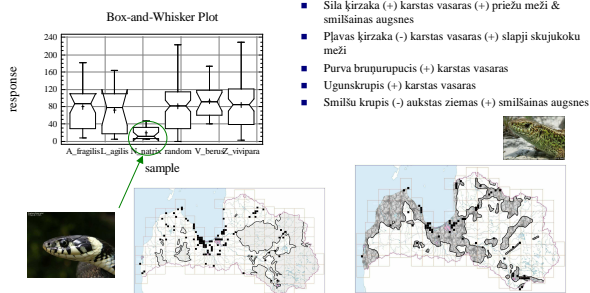 Box-and-Whisker Plot
response
240
200
160
120
80
40
0
A_fragilis L_agilis N_natrix random V_berus Z_vivipara
sample
Sila ķirzaka (+) karstas vasaras (+) priežu meži &
smilšainas augsnes
Pļavas ķirzaka (-) karstas vasaras (+) slapji skujukoku
meži
Purva bruņurupucis (+) karstas vasaras
Ugunskrupis (+) karstas vasaras
Smilšu krupis (-) aukstas ziemas (+) smilšainas augsnes